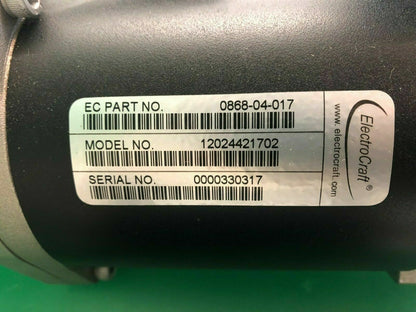 EC PART NO. 0868-04-017
MODEL NO. 12024421702
SERIAL NO. 0000330317
ElectroCraft®
www.electrocraft.com